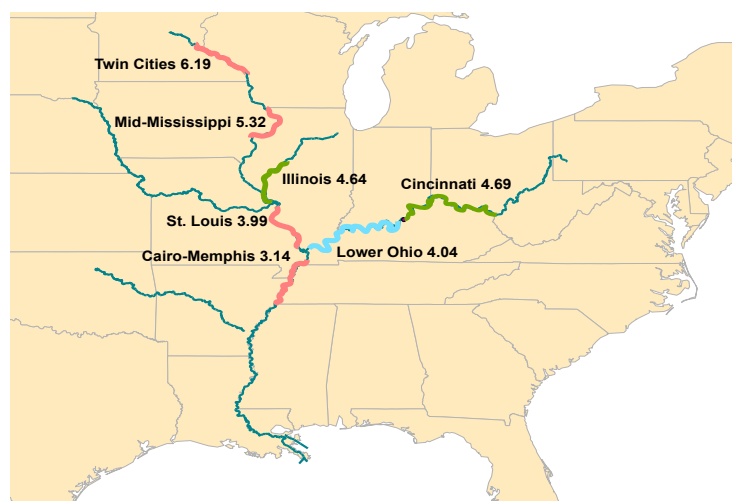 Twin Cities 6.19
Mid-Mississippi 5.32
Illinois 4.64
Cincinnati 4.69
St. Louis 3.99
Cairo-Memphis 3.14
Lower Ohio 4.04